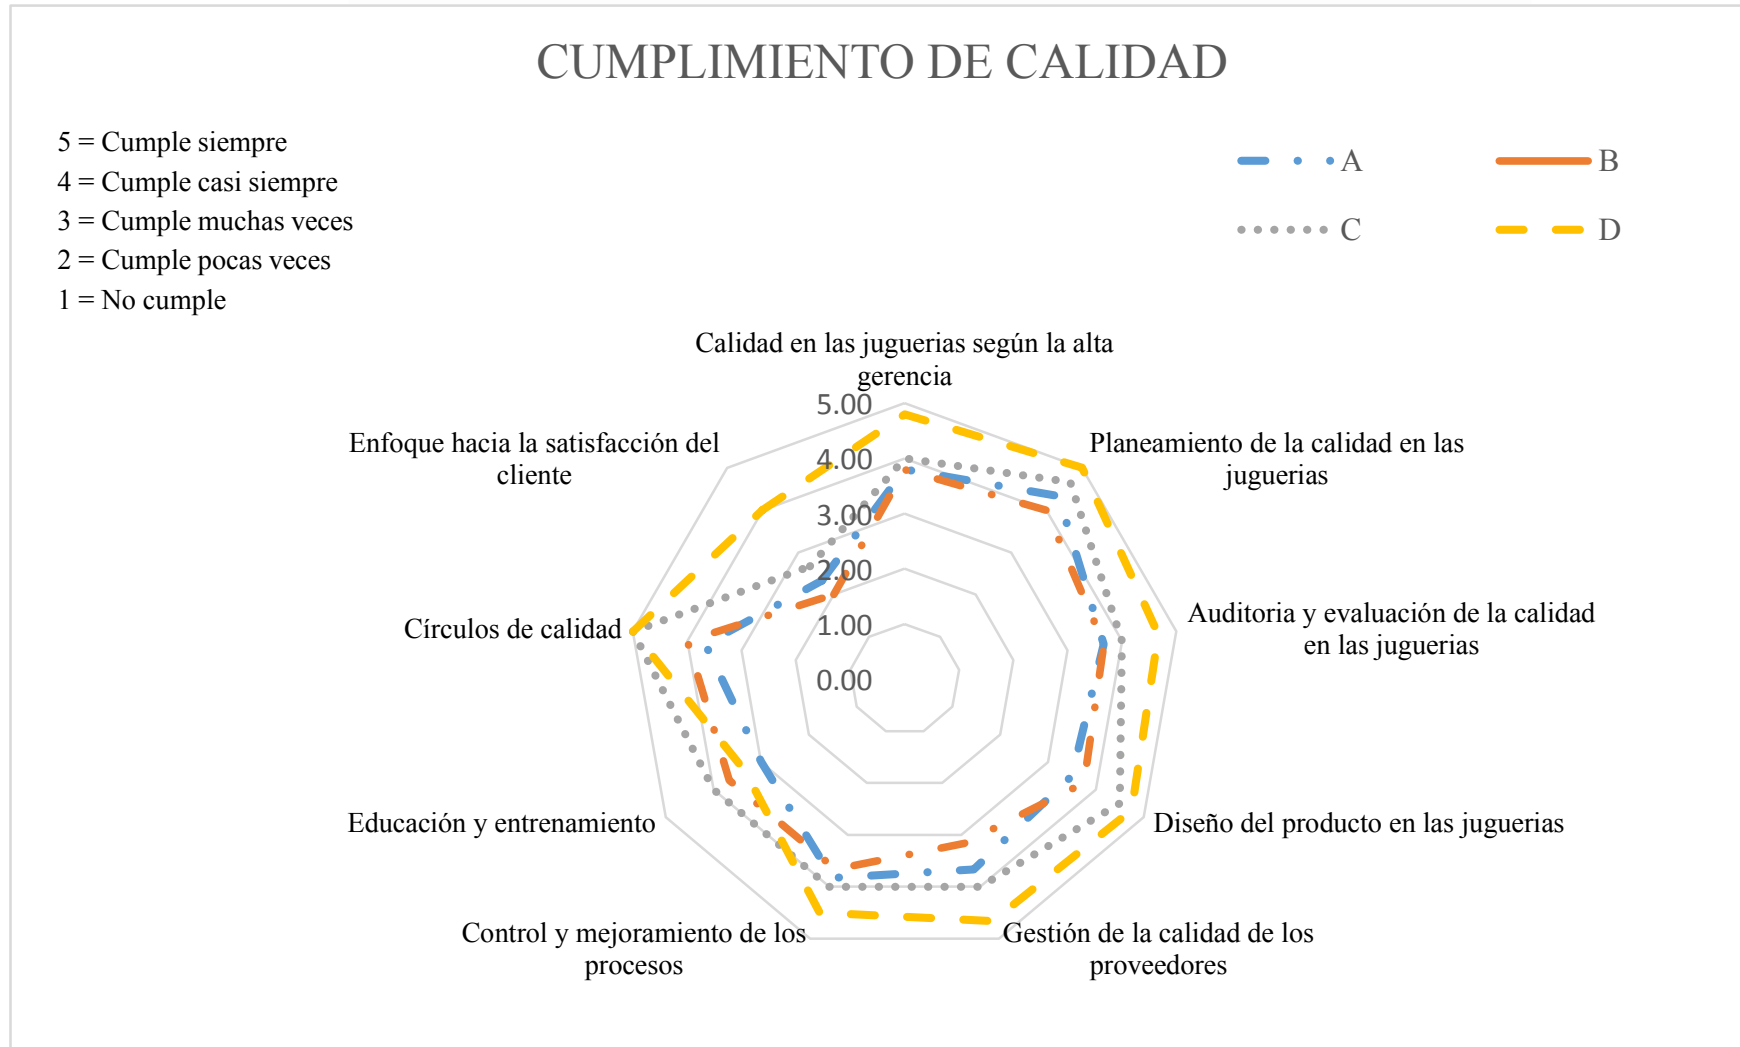 CUMPLIMIENTO DE CALIDAD
5 = Cumple siempre
4 = Cumple casi siempre
3 = Cumple muchas veces
2 = Cumple pocas veces
1 = No cumple
A
B
C
D
Calidad en las juguerias según la alta
gerencia
Planeamiento de la calidad en las
juguerias
Auditoria y evaluación de la calidad
en las juguerias
Diseño del producto en las juguerias
Gestión de la calidad de los
proveedores
Control y mejoramiento de los
procesos
Educación y entrenamiento
Círculos de calidad
Enfoque hacia la satisfacción del
cliente
5.00
4.00
3.00
2.00
1.00
0.00